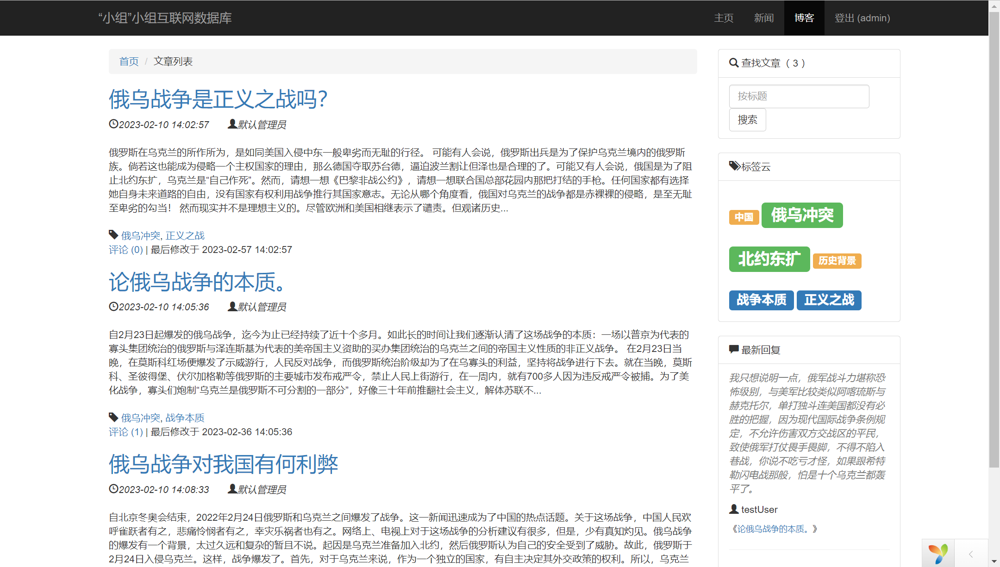 “小组”小组互联网数据库
主页 新闻 博客 登出 (admin)
首页 / 文章列表
俄乌战争是正义之战吗?
2023-02-10 14:02:57 默认管理员
俄罗斯在乌克兰的所作所为，是如同美国入侵中东一般卑劣而无耻的行径。 可能有人会说，俄罗斯出兵是为了保护乌克兰境内的俄罗斯
族。倘若这也能成为侵略一个主权国家的理由，那么德国夺取苏台德，逼迫波兰割让但泽也是合理的了。可能又有人会说，俄国是为了阻
止北约东扩，乌克兰是“自己作死”。然而，请想一想《巴黎非战公约》，请想一想联合国总部花园内那把打结的手枪。任何国家都有选择
她自身未来道路的自由，没有国家有权利用战争推行其国家意志。无论从哪个角度看，俄国对乌克兰的战争都是赤裸裸的侵略，是至无耻
至卑劣的勾当！ 然而现实并不是理想主义的。尽管欧洲和美国相继表示了谴责。但观诸历史...
俄乌冲突, 正义之战
评论 (0) | 最后修改于 2023-02-57 14:02:57
论俄乌战争的本质。
2023-02-10 14:05:36 默认管理员
自2月23日起爆发的俄乌战争，迄今为止已经持续了近十个多月。如此长的时间让我们逐渐认清了这场战争的本质：一场以普京为代表的
寡头集团统治的俄罗斯与泽连斯基为代表的美帝国主义资助的买办集团统治的乌克兰之间的帝国主义性质的非正义战争。 在2月23日当
晚，在莫斯科红场便爆发了示威游行，人民反对战争，而俄罗斯统治阶级却为了在乌寡头的利益，坚持将战争进行下去。就在当晚，莫斯
科、圣彼得堡、伏尔加格勒等俄罗斯的主要城市发布戒严令，禁止人民上街游行，在一周内，就有700多人因为违反戒严令被捕。为了美
化战争，寡头们炮制“乌克兰是俄罗斯不可分割的一部分”，好像三十年前推翻社会主义，解体苏联不...
俄乌冲突, 战争本质
评论 (1) | 最后修改于 2023-02-36 14:05:36
俄乌战争对我国有何利弊
2023-02-10 14:08:33 默认管理员
自北京冬奥会结束，2022年2月24日俄罗斯和乌克兰之间爆发了战争。这一新闻迅速成为了中国的热点话题。关于这场战争，中国人民欢
呼雀跃者有之，悲痛怜悯者有之，幸灾乐祸者也有之。网络上、电视上对于这场战争的分析建议有很多，但是，少有真知灼见。俄乌战争
的爆发有一个背景，太过久远和复杂的暂且不说。起因是乌克兰准备加入北约，然后俄罗斯认为自己的安全受到了威胁。故此，俄罗斯于
2月24日入侵乌克兰。这样，战争爆发了。首先，对于乌克兰来说，作为一个独立的国家，有自主决定其外交政策的权利。所以，乌克兰
查找文章（ 3 ）
按标题
搜索
标签云
中国 俄乌冲突
北约东扩 历史背景
战争本质 正义之战
最新回复
我只想说明一点，俄军战斗力堪称恐
怖级别，与美军比较类似阿喀琉斯与
赫克托尔，单打独斗连美国都没有必
胜的把握，因为现代国际战争条例规
定，不允许伤害双方交战区的平民，
致使俄军打仗畏手畏脚，不得不陷入
巷战，你说不吃亏才怪，如果跟希特
勒闪电战那般，怕是十个乌克兰都轰
平了。
testUser
《论俄乌战争的本质。》